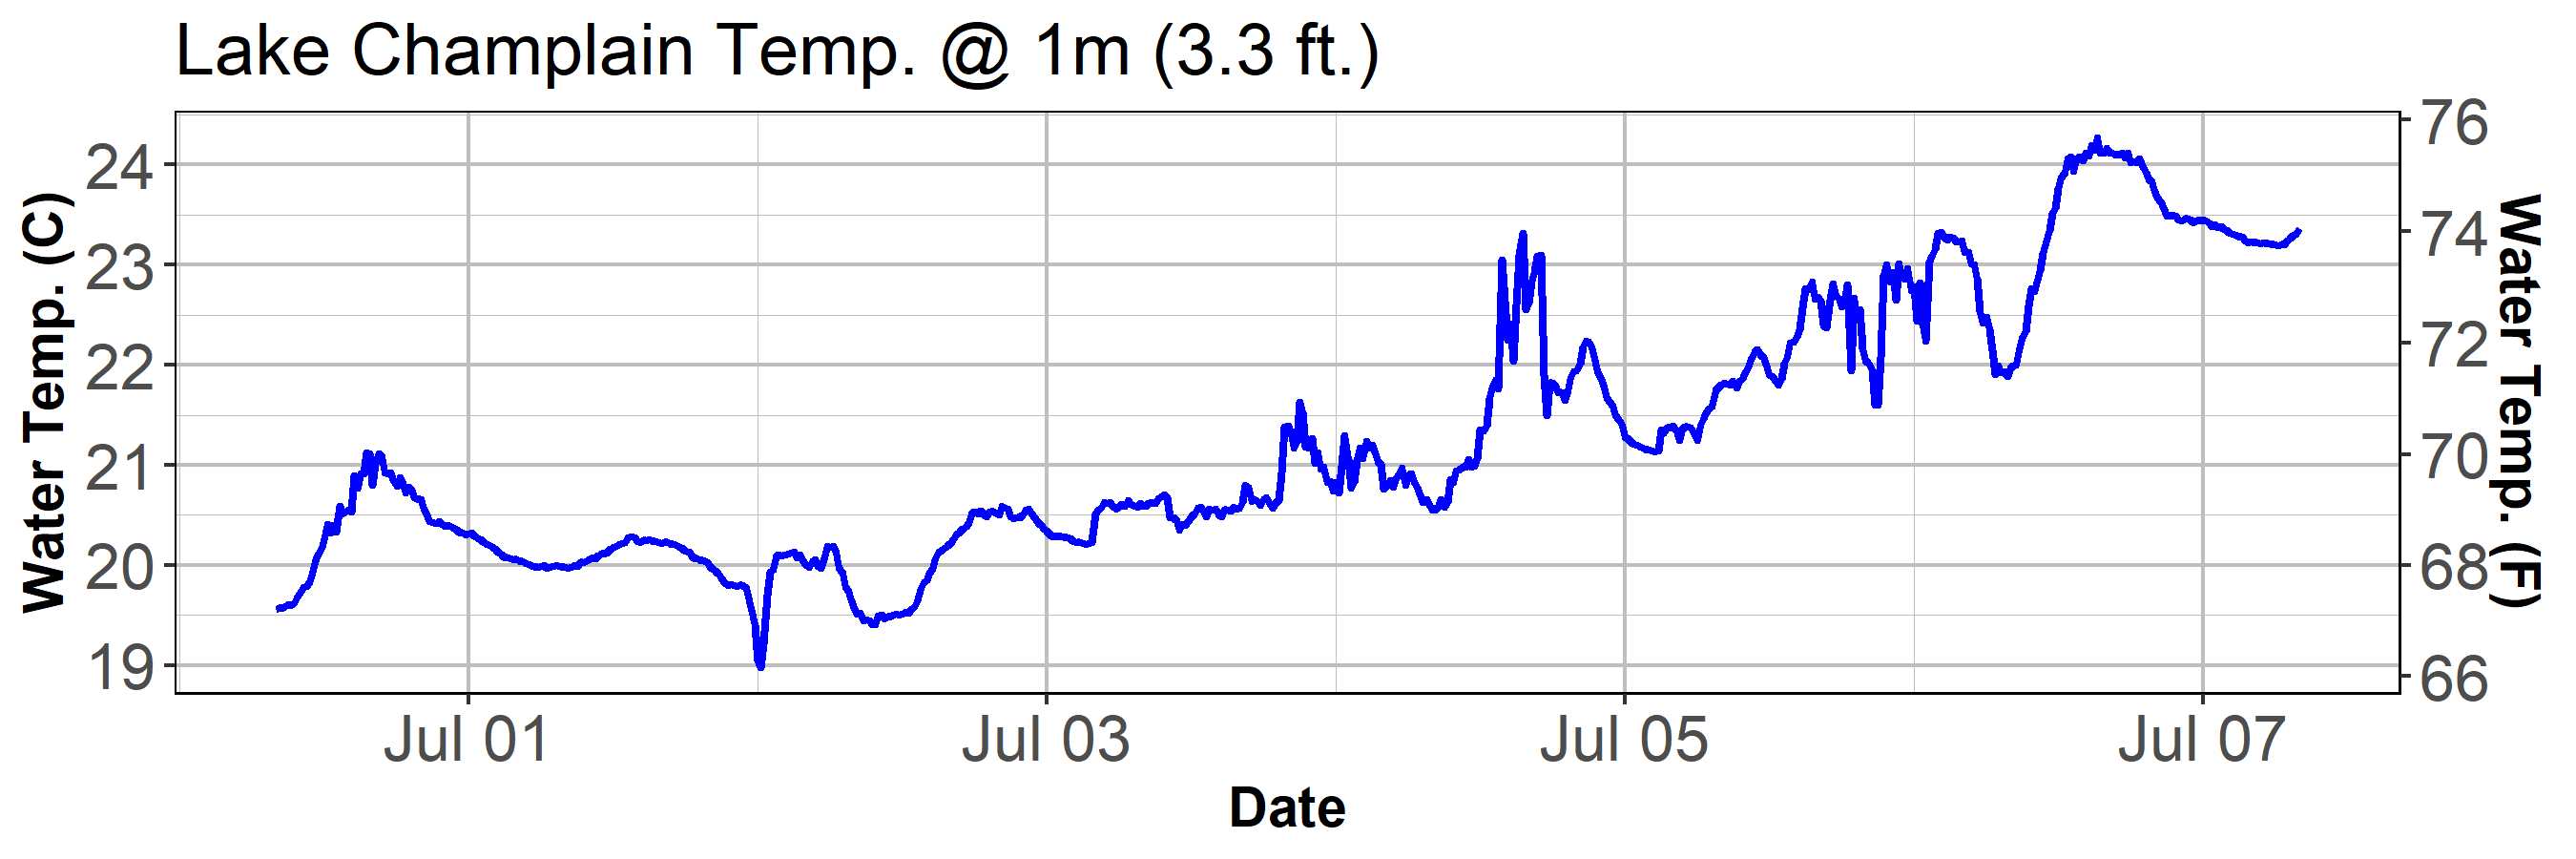 Lake Champlain Temp. @ 1m (3.3 ft.)
Water Temp. (C)
24
23
22
21
20
19
76
74
72
70
68
66
Water Temp. (F)
Jul 01
Jul 03
Jul 05
Jul 07
Date